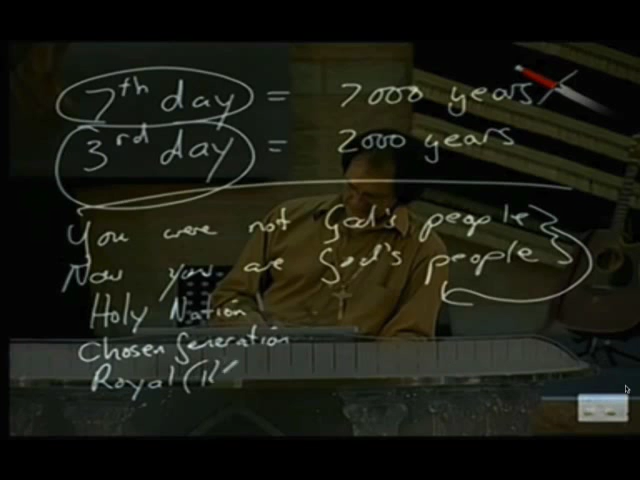 7th day = 7000 years
3rd day = 2000 years
You were not God's people
Now you are God's people
Holy Nation
Chosen Generation
Royal